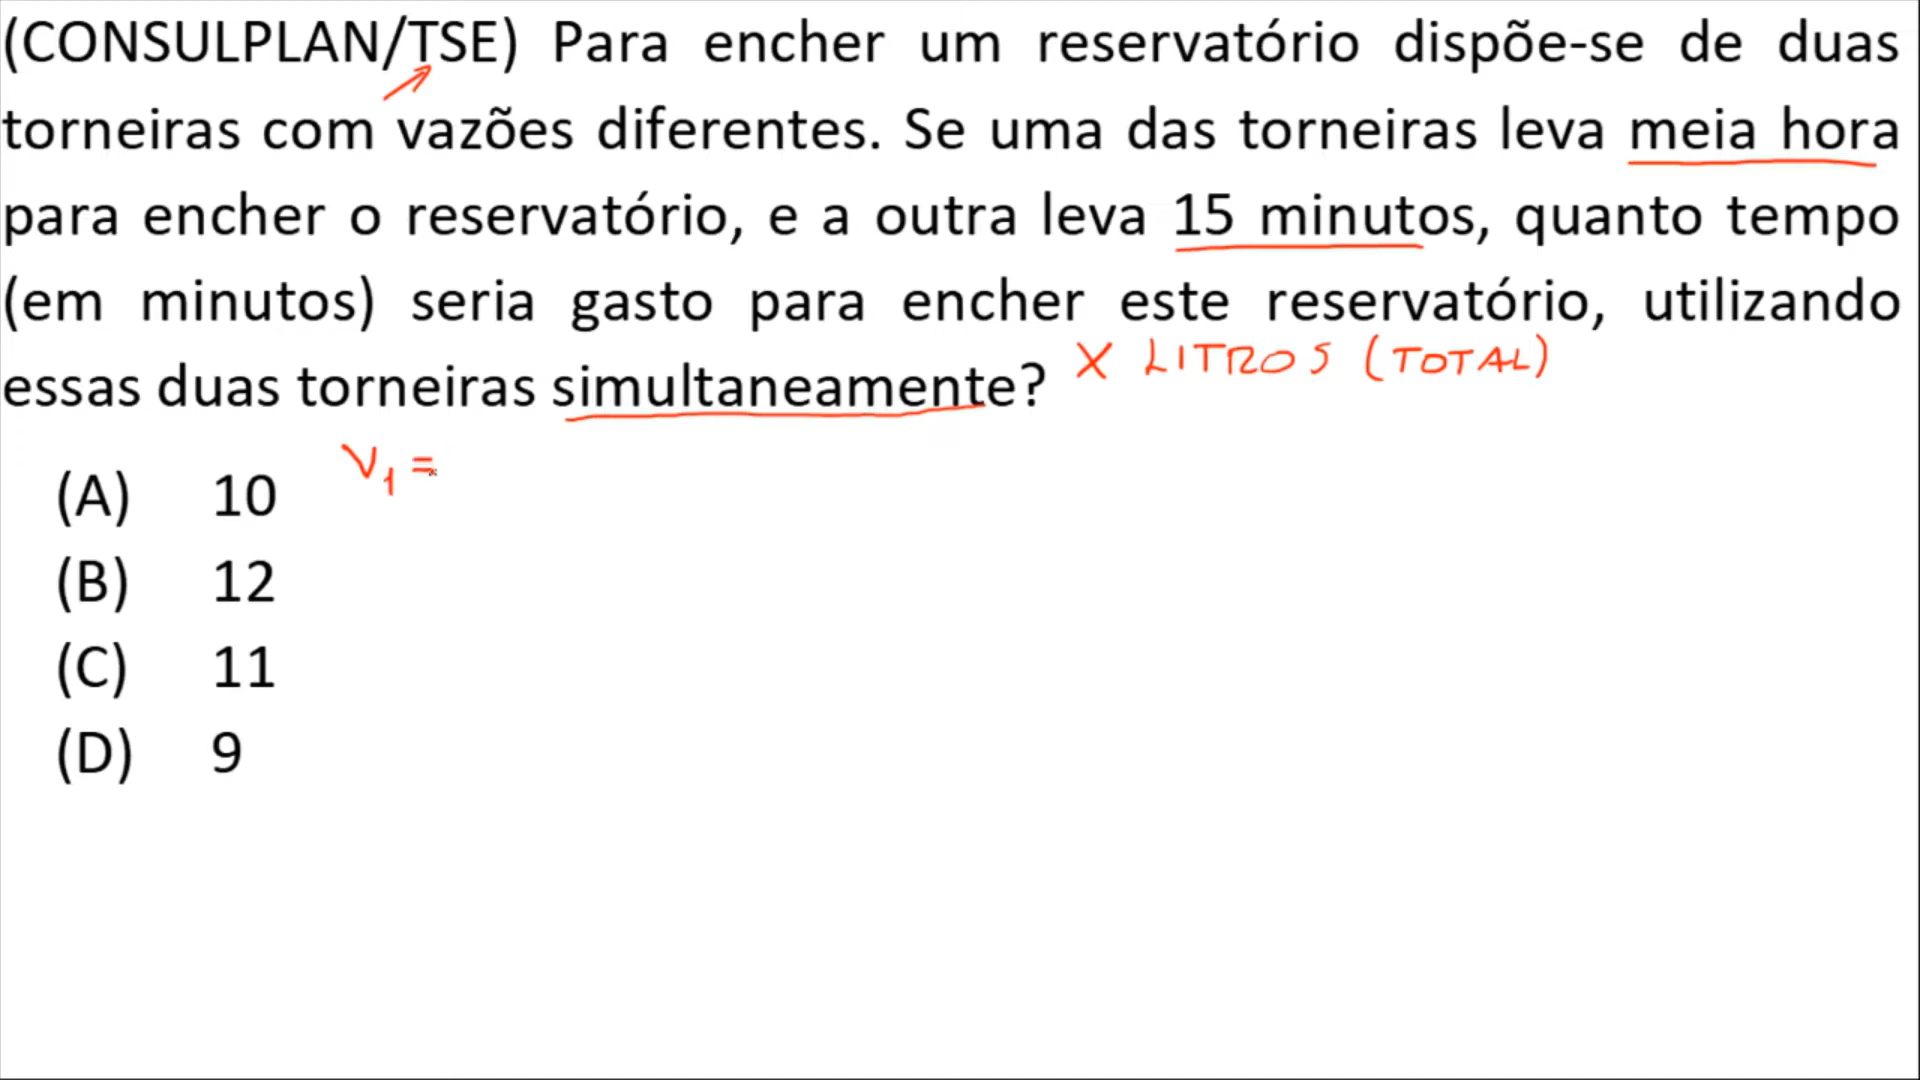 (CONSULPLAN/TSE) Para encher um reservatório dispõe-se de duas
torneiras com vazões diferentes. Se uma das torneiras leva meia hora
para encher o reservatório, e a outra leva 15 minutos, quanto tempo
(em minutos) seria gasto para encher este reservatório, utilizando
essas duas torneiras simultaneamente? X LITROS (TOTAL)
V1 =
(A) 10
(B) 12
(C) 11
(D) 9